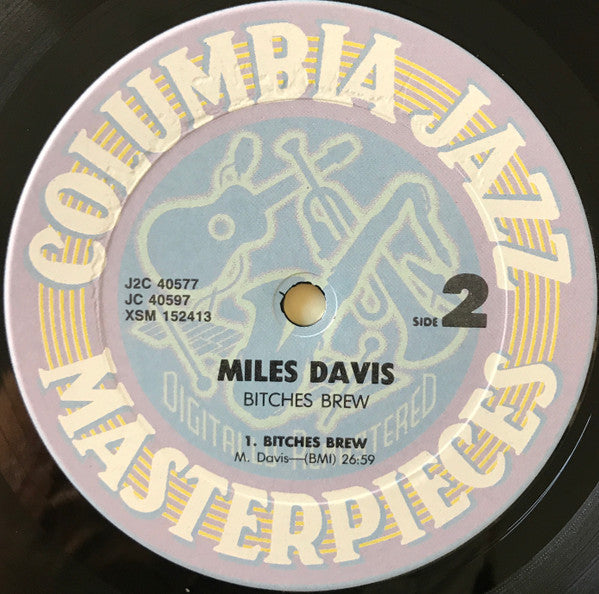 COLUMBIA JAZZ
MASTERPIECES
J2C 40577
JC 40597
XSM 152413
SIDE 2
MILES DAVIS
BITCHES BREW
DIGITALLY REMASTERED
1. BITCHES BREW
M. Davis—(BMI) 26:59